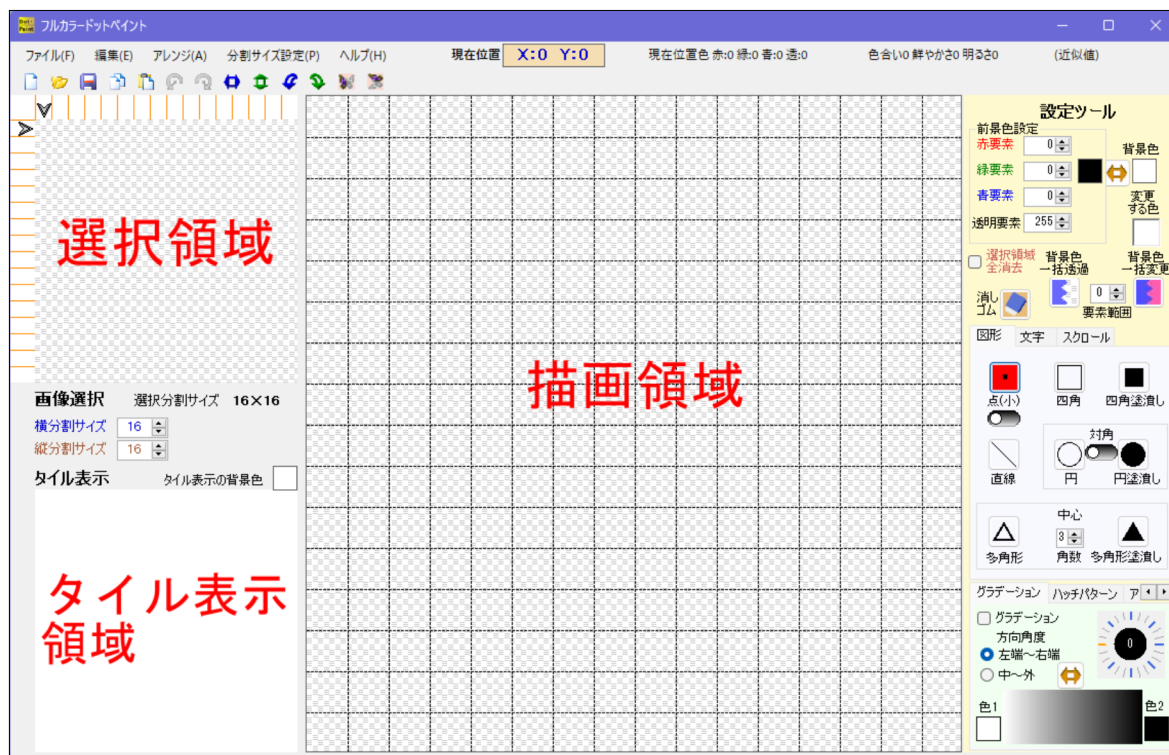 フルカラードットペイント
ファイル(F) 編集(E) アレンジ(A) 分割サイズ設定(P) ヘルプ(H) 現在位置 X:0 Y:0 現在位置色 赤:0 緑:0 青:0 透:0 色合い0 鮮やかさ0 明るさ0 (近似値)
選択領域
画像選択 選択分割サイズ 16×16
横分割サイズ 16
縦分割サイズ 16
タイル表示 タイル表示の背景色
タイル表示
領域
描画領域
設定ツール
前景色設定
赤要素 0
背景色
緑要素 0
青要素 0
変更
する色
透明要素 255
選択領域
全消去
背景色
一括透過
背景色
一括変更
消し
ゴム
0
要素範囲
図形 文字 スクロール
点(小) 四角 四角塗潰し
対角
直線 円 円塗潰し
中心
3
多角形 角数 多角形塗潰し
グラデーション ハッチパターン ア
グラデーション
方向角度
0
左端～右端
中～外
色1 色2